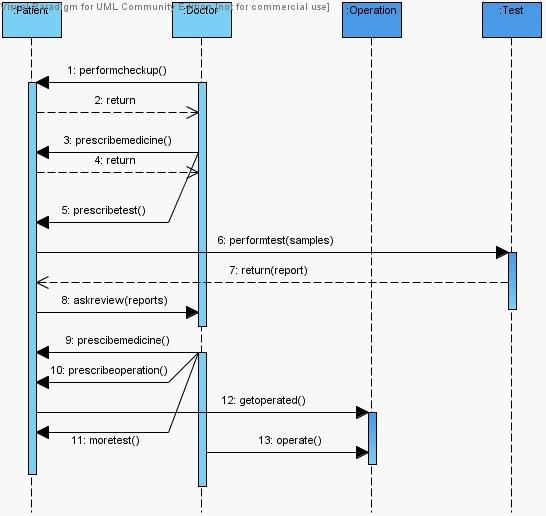 Visual Paradigm for UML Community Edition [not for commercial use]
:Patient
:Doctor
:Operation
:Test
1: performcheckup()
2: return
3: prescribemedicine()
4: return
5: prescribetest()
6: performtest(samples)
7: return(report)
8: askreview(reports)
9: prescibemedicine()
10: prescribeoperation()
12: getoperated()
11: moretest()
13: operate()